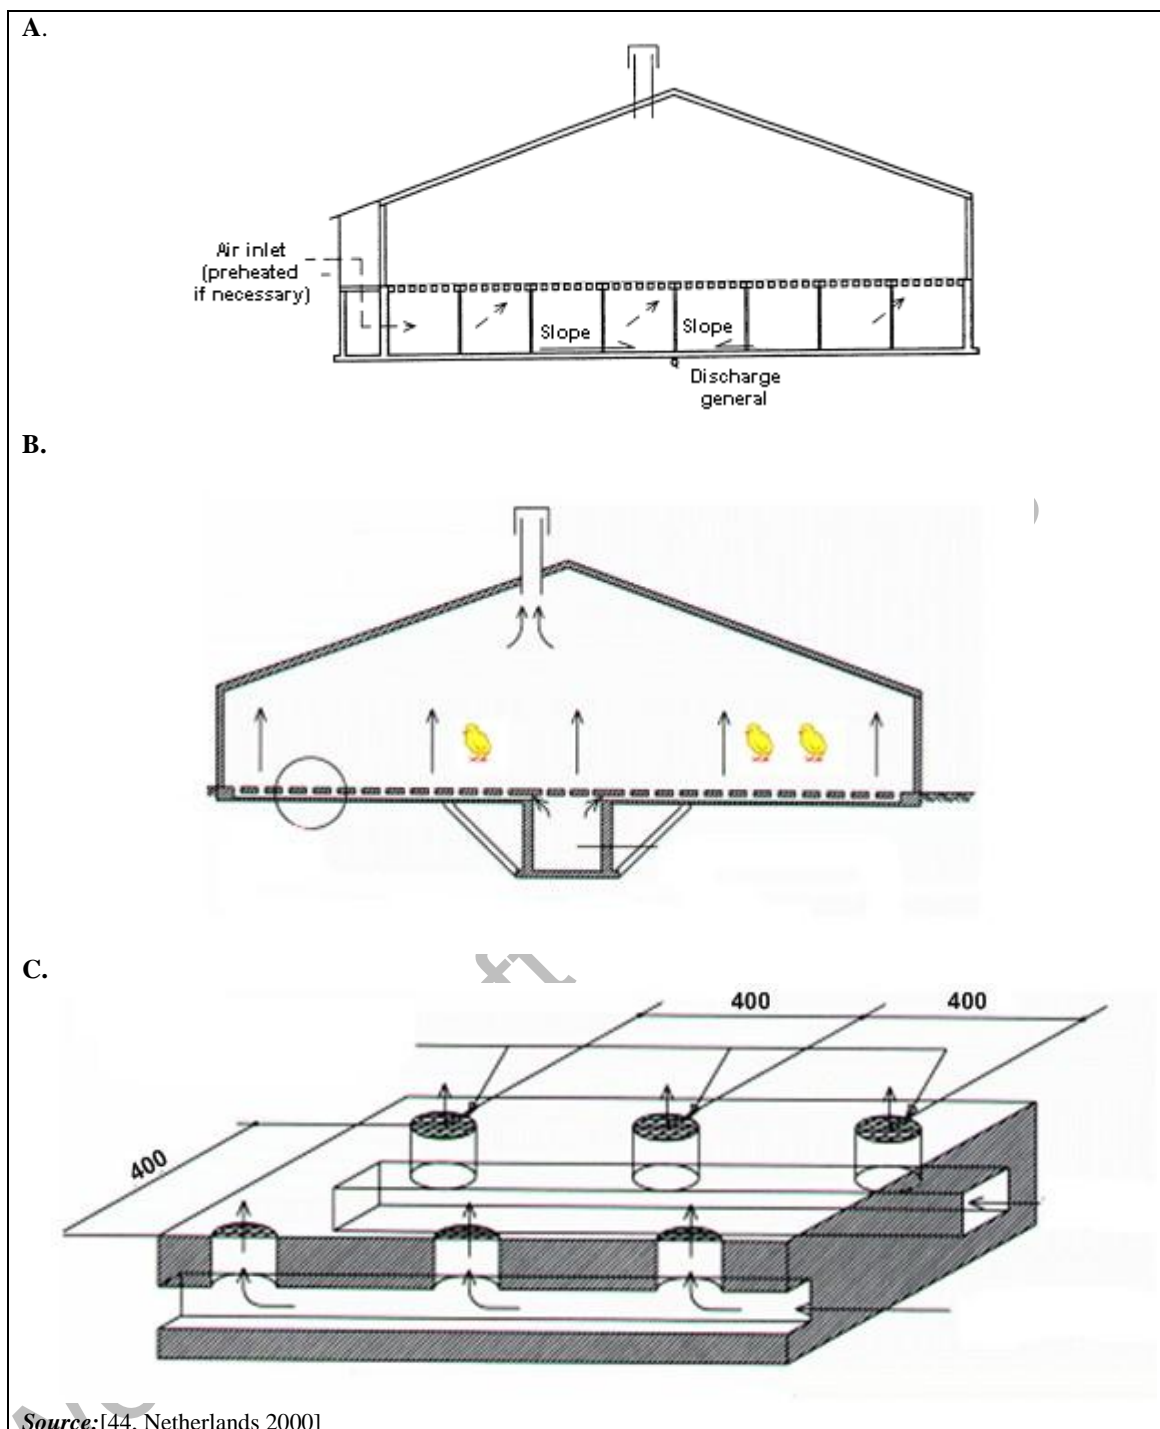 A.
Air inlet
(preheated
if necessary)
Slope
Slope
Discharge
general
B.
C.
400
400
400
Source:[44, Netherlands 2000]